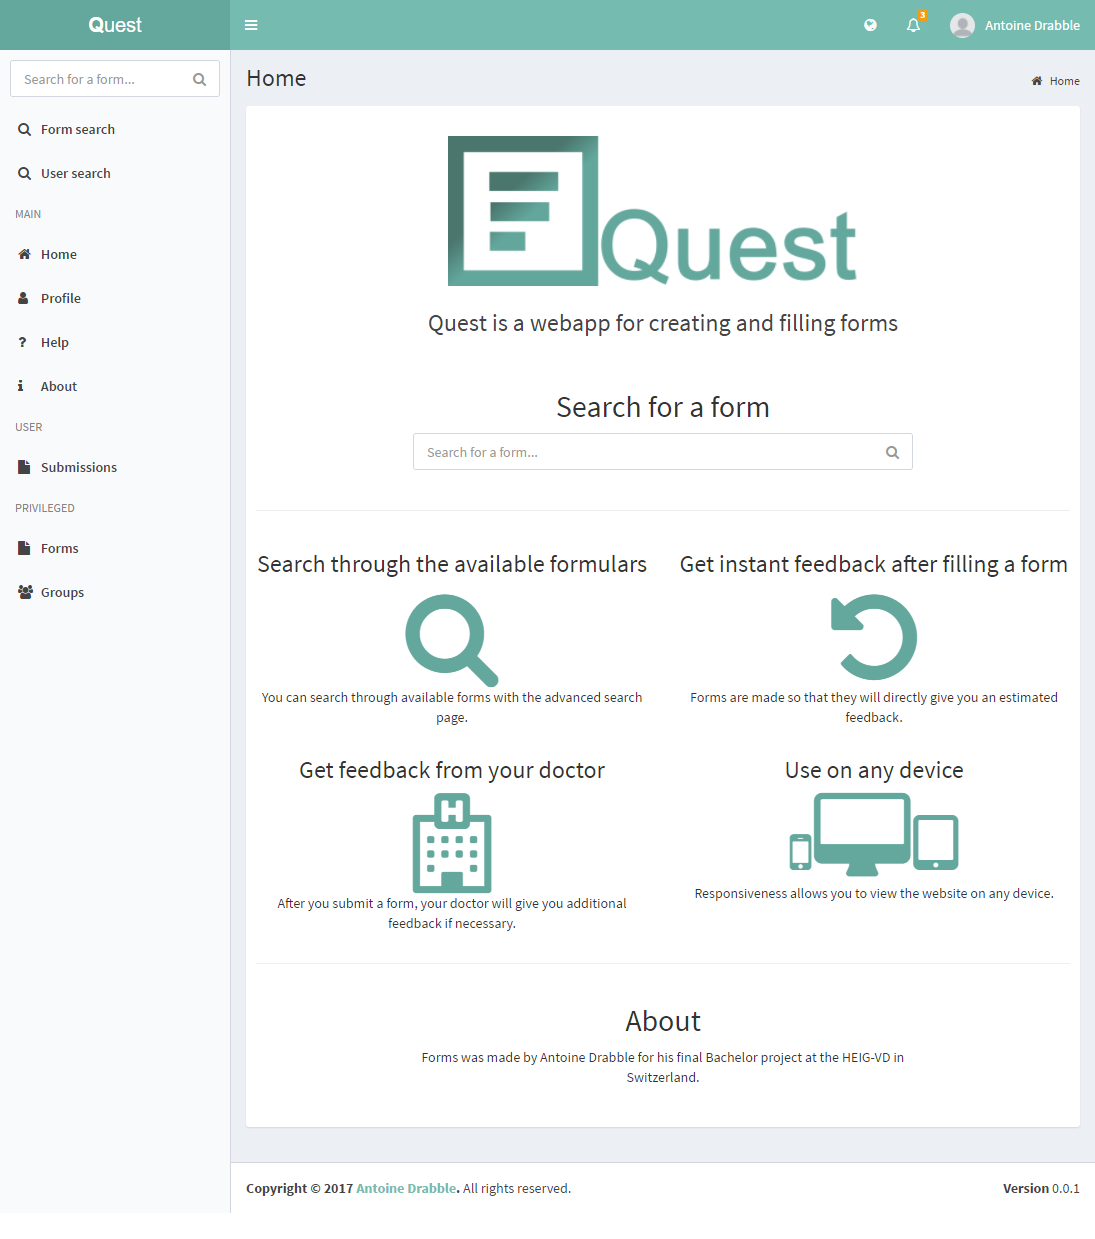 Quest
3
Antoine Drabble
Search for a form...
Form search
User search
MAIN
Home
Profile
Help
About
USER
Submissions
PRIVILEGED
Forms
Groups
Home
Home
Quest
Quest is a webapp for creating and filling forms
Search for a form
Search for a form...
Search through the available formulars
You can search through available forms with the advanced search
page.
Get instant feedback after filling a form
Forms are made so that they will directly give you an estimated
feedback.
Get feedback from your doctor
H
After you submit a form, your doctor will give you additional
feedback if necessary.
Use on any device
Responsiveness allows you to view the website on any device.
About
Forms was made by Antoine Drabble for his final Bachelor project at the HEIG-VD in
Switzerland.
Copyright © 2017 Antoine Drabble. All rights reserved.
Version 0.0.1